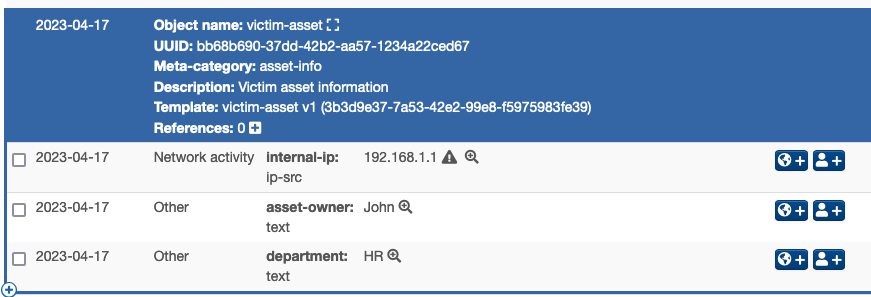 2023-04-17 Object name: victim-asset
UUID: bb68b690-37dd-42b2-aa57-1234a22ced67
Meta-category: asset-info
Description: Victim asset information
Template: victim-asset v1 (3b3d9e37-7a53-42e2-99e8-f5975983fe39)
References: 0
2023-04-17 Network activity internal-ip: 192.168.1.1
ip-src
2023-04-17 Other asset-owner: John
text
2023-04-17 Other department: HR
text